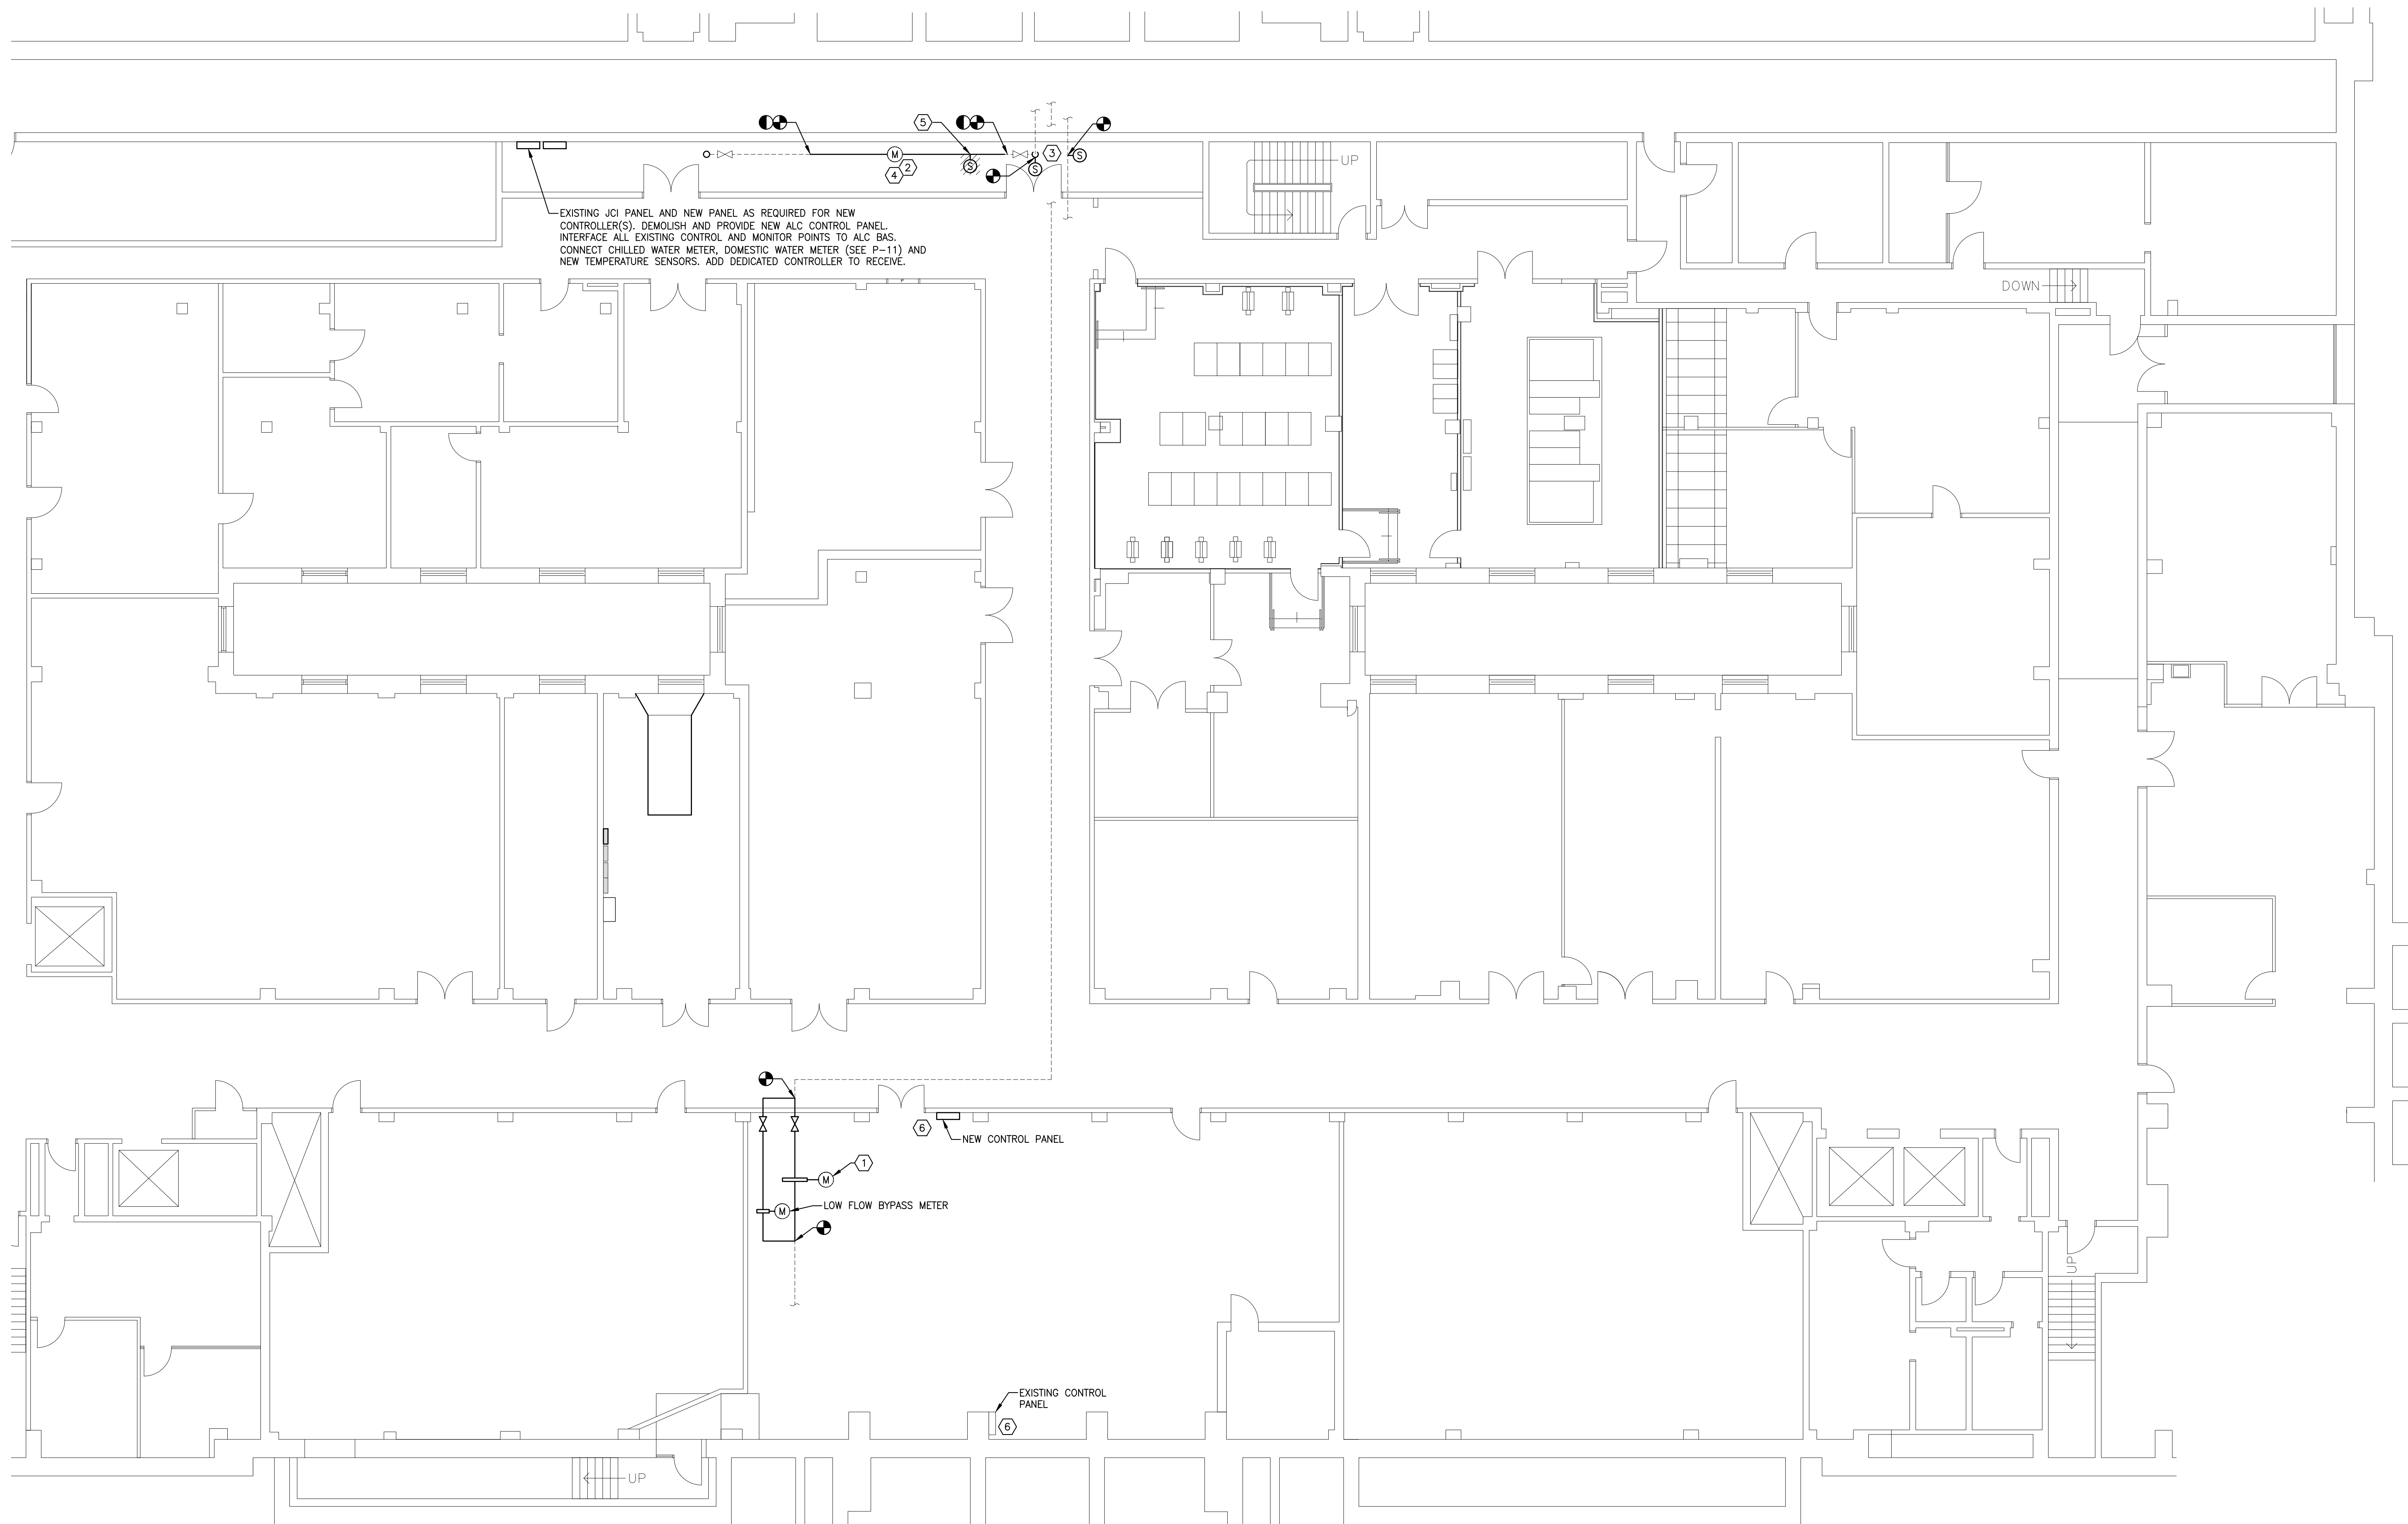 5
M
2
4
S
S
3
S
UP
EXISTING JCI PANEL AND NEW PANEL AS REQUIRED FOR NEW
CONTROLLER(S). DEMOLISH AND PROVIDE NEW ALC CONTROL PANEL.
INTERFACE ALL EXISTING CONTROL AND MONITOR POINTS TO ALC BAS.
CONNECT CHILLED WATER METER, DOMESTIC WATER METER (SEE P-11) AND
NEW TEMPERATURE SENSORS. ADD DEDICATED CONTROLLER TO RECEIVE.
DOWN
6
NEW CONTROL PANEL
1
M
M
LOW FLOW BYPASS METER
UP
EXISTING CONTROL
PANEL
6
UP